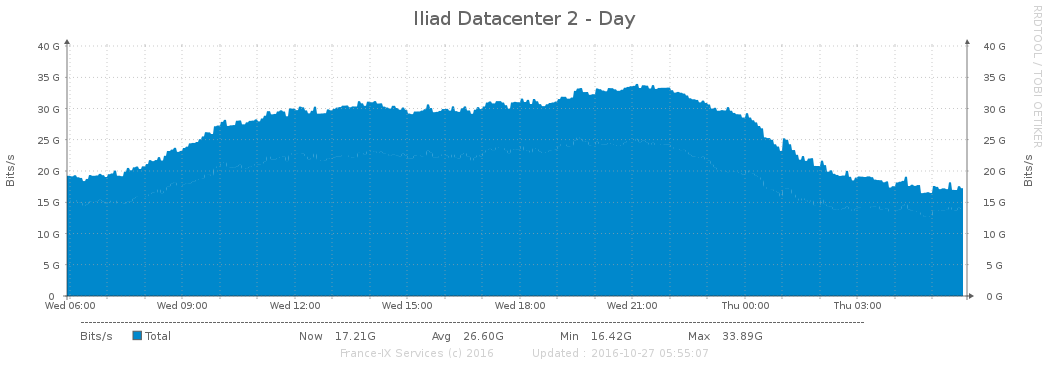 Iliad Datacenter 2 - Day
RRDTOOL / TOBI OETIKER
Bits/s
40 G 40 G
35 G 35 G
30 G 30 G
25 G 25 G
20 G 20 G
15 G 15 G
10 G 10 G
5 G 5 G
0 0 G
Bits/s
Wed 06:00 Wed 09:00 Wed 12:00 Wed 15:00 Wed 18:00 Wed 21:00 Thu 00:00 Thu 03:00
Bits/s Total Now 17.21G Avg 26.60G Min 16.42G Max 33.89G
France-IX Services (c) 2016 Updated : 2016-10-27 05:55:07